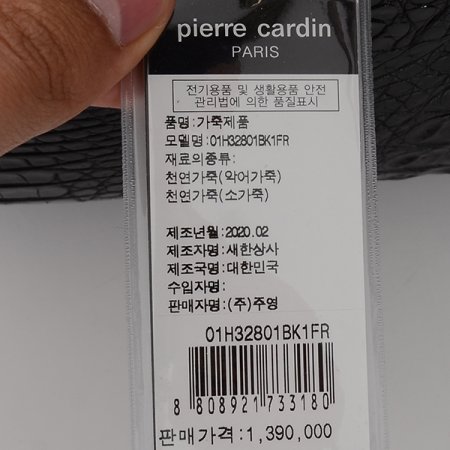 pierre cardin
PARIS
전기용품 및 생활용품 안전
관리법에 의한 품질표시
품명:가죽제품
모델명:01H32801BK1FR
재료의종류:
천연가죽(악어가죽)
천연가죽(소가죽)
제조년월:2020.02
제조자명:새한상사
제조국명:대한민국
수입자명:
판매자명:(주)주영
01H32801BK1FR
8 808921 733180
판매가격:1,390,000